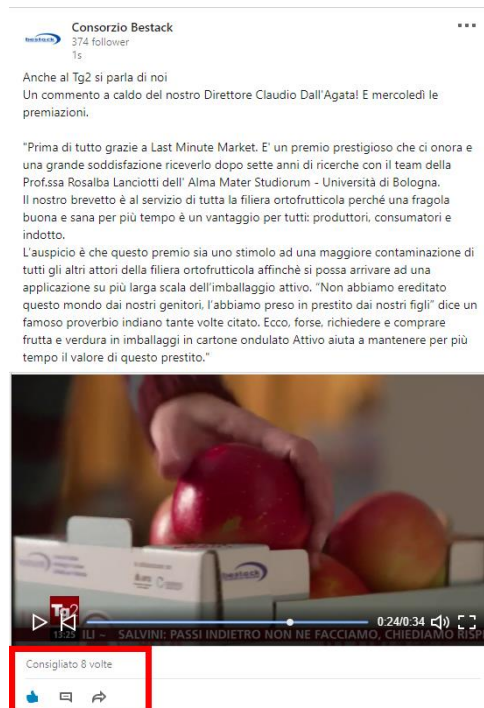 bestack
Consorzio Bestack
374 follower
1s
Anche al Tg2 si parla di noi
Un commento a caldo del nostro Direttore Claudio Dall'Agata! E mercoledì le
premiazioni.
"Prima di tutto grazie a Last Minute Market. E' un premio prestigioso che ci onora e
una grande soddisfazione riceverlo dopo sette anni di ricerche con il team della
Prof.ssa Rosalba Lanciotti dell' Alma Mater Studiorum - Università di Bologna.
Il nostro brevetto è al servizio di tutta la filiera ortofrutticola perché una fragola
buona e sana per più tempo è un vantaggio per tutti: produttori, consumatori e
indotto.
L'auspicio è che questo premio sia uno stimolo ad una maggiore contaminazione di
tutti gli altri attori della filiera ortofrutticola affinchè si possa arrivare ad una
applicazione su più larga scala dell'imballaggio attivo. "Non abbiamo ereditato
questo mondo dai nostri genitori, l'abbiamo preso in prestito dai nostri figli" dice un
famoso proverbio indiano tante volte citato. Ecco, forse, richiedere e comprare
frutta e verdura in imballaggi in cartone ondulato Attivo aiuta a mantenere per più
tempo il valore di questo prestito."
bestack
Tg2
0:24/0:34
13:25 ILI ~ SALVINI: PASSI INDIETRO NON NE FACCIAMO, CHIEDIAMO RISP
Consigliato 8 volte